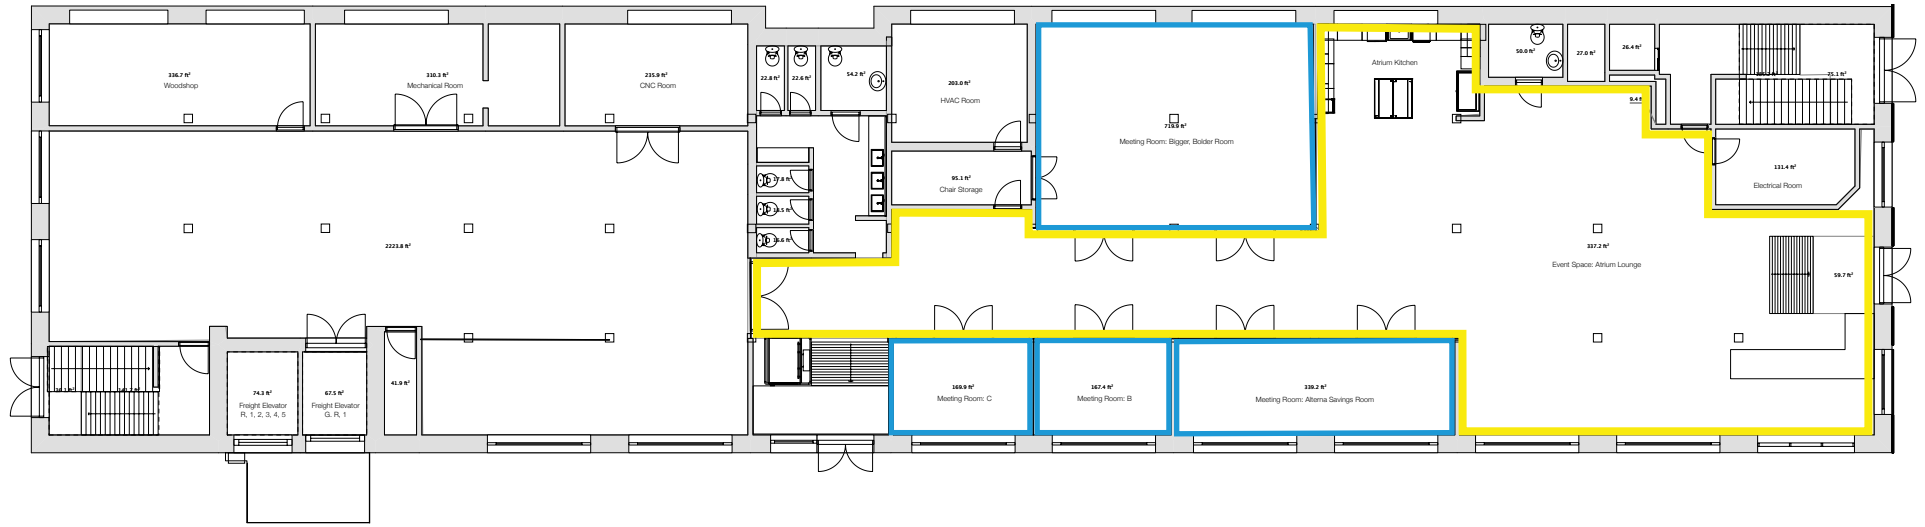 336.7 ft²
Woodshop
310.3 ft²
Mechanical Room
235.9 ft²
CNC Room
22.8 ft²
22.6 ft²
54.2 ft²
203.0 ft²
HVAC Room
719.9 ft²
Meeting Room: Bigger, Bolder Room
Atrium Kitchen
50.0 ft²
27.0 ft²
26.4 ft²
75.1 ft²
9.4 f
95.1 ft²
Chair Storage
131.4 ft²
Electrical Room
2223.8 ft²
337.2 ft²
Event Space: Atrium Lounge
59.7 ft²
74.3 ft²
Freight Elevator
R, 1, 2, 3, 4, 5
67.5 ft²
Freight Elevator
G, R, 1
41.9 ft²
169.9 ft²
Meeting Room: C
167.4 ft²
Meeting Room: B
339.2 ft²
Meeting Room: Alterna Savings Room